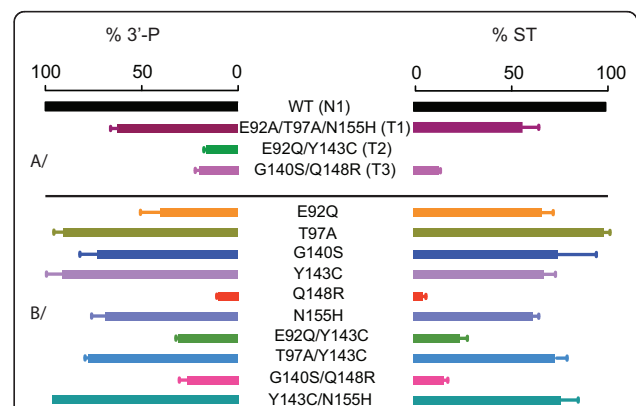 % 3'-P % ST
100 50 0 0 50 100
WT (N1)
E92A/T97A/N155H (T1)
A/ E92Q/Y143C (T2)
G140S/Q148R (T3)
E92Q
T97A
G140S
Y143C
Q148R
B/ N155H
E92Q/Y143C
T97A/Y143C
G140S/Q148R
Y143C/N155H